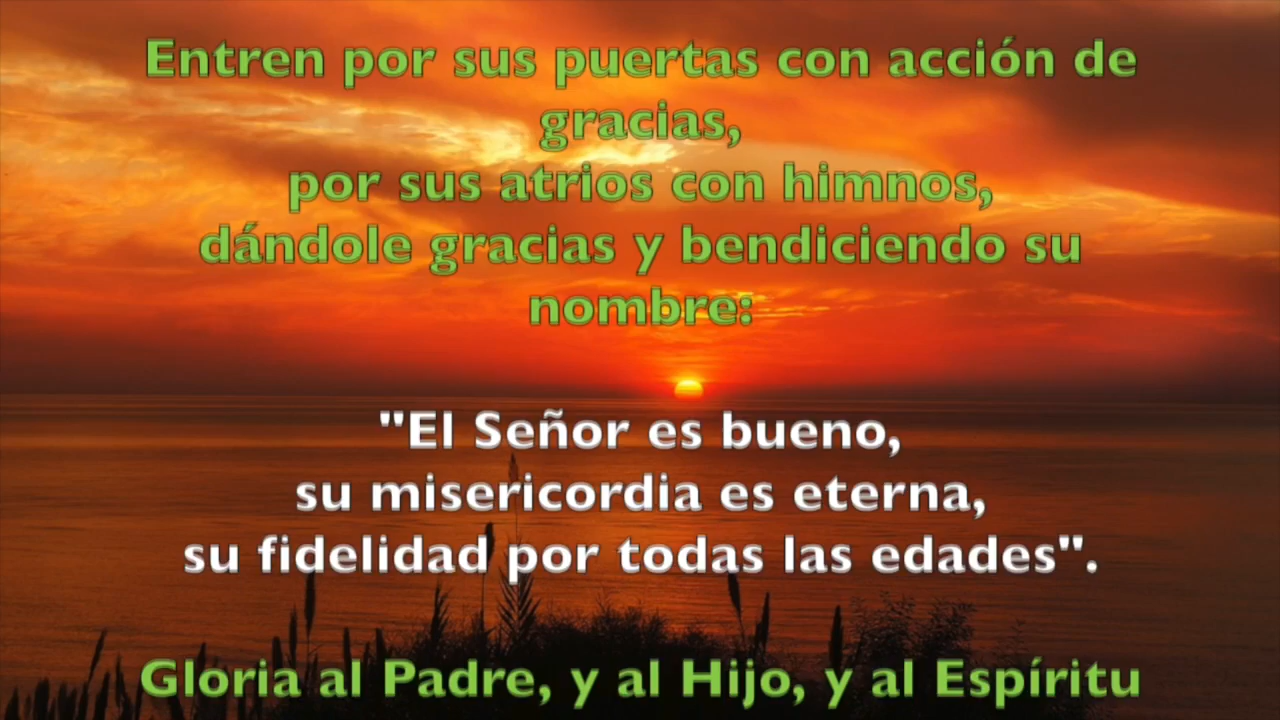 Entren por sus puertas con acción de
gracias,
por sus atrios con himnos,
dándole gracias y bendiciendo su
nombre:
"El Señor es bueno,
su misericordia es eterna,
su fidelidad por todas las edades".
Gloria al Padre, y al Hijo, y al Espíritu